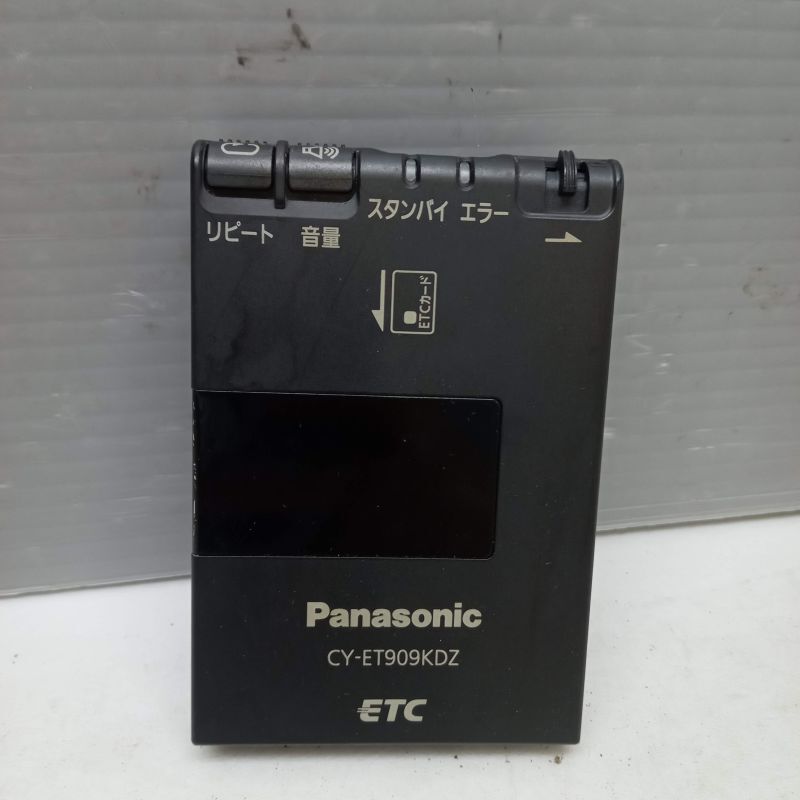 スタンバイ エラー
リピート 音量
ETCカード
Panasonic
CY-ET909KDZ
ETC